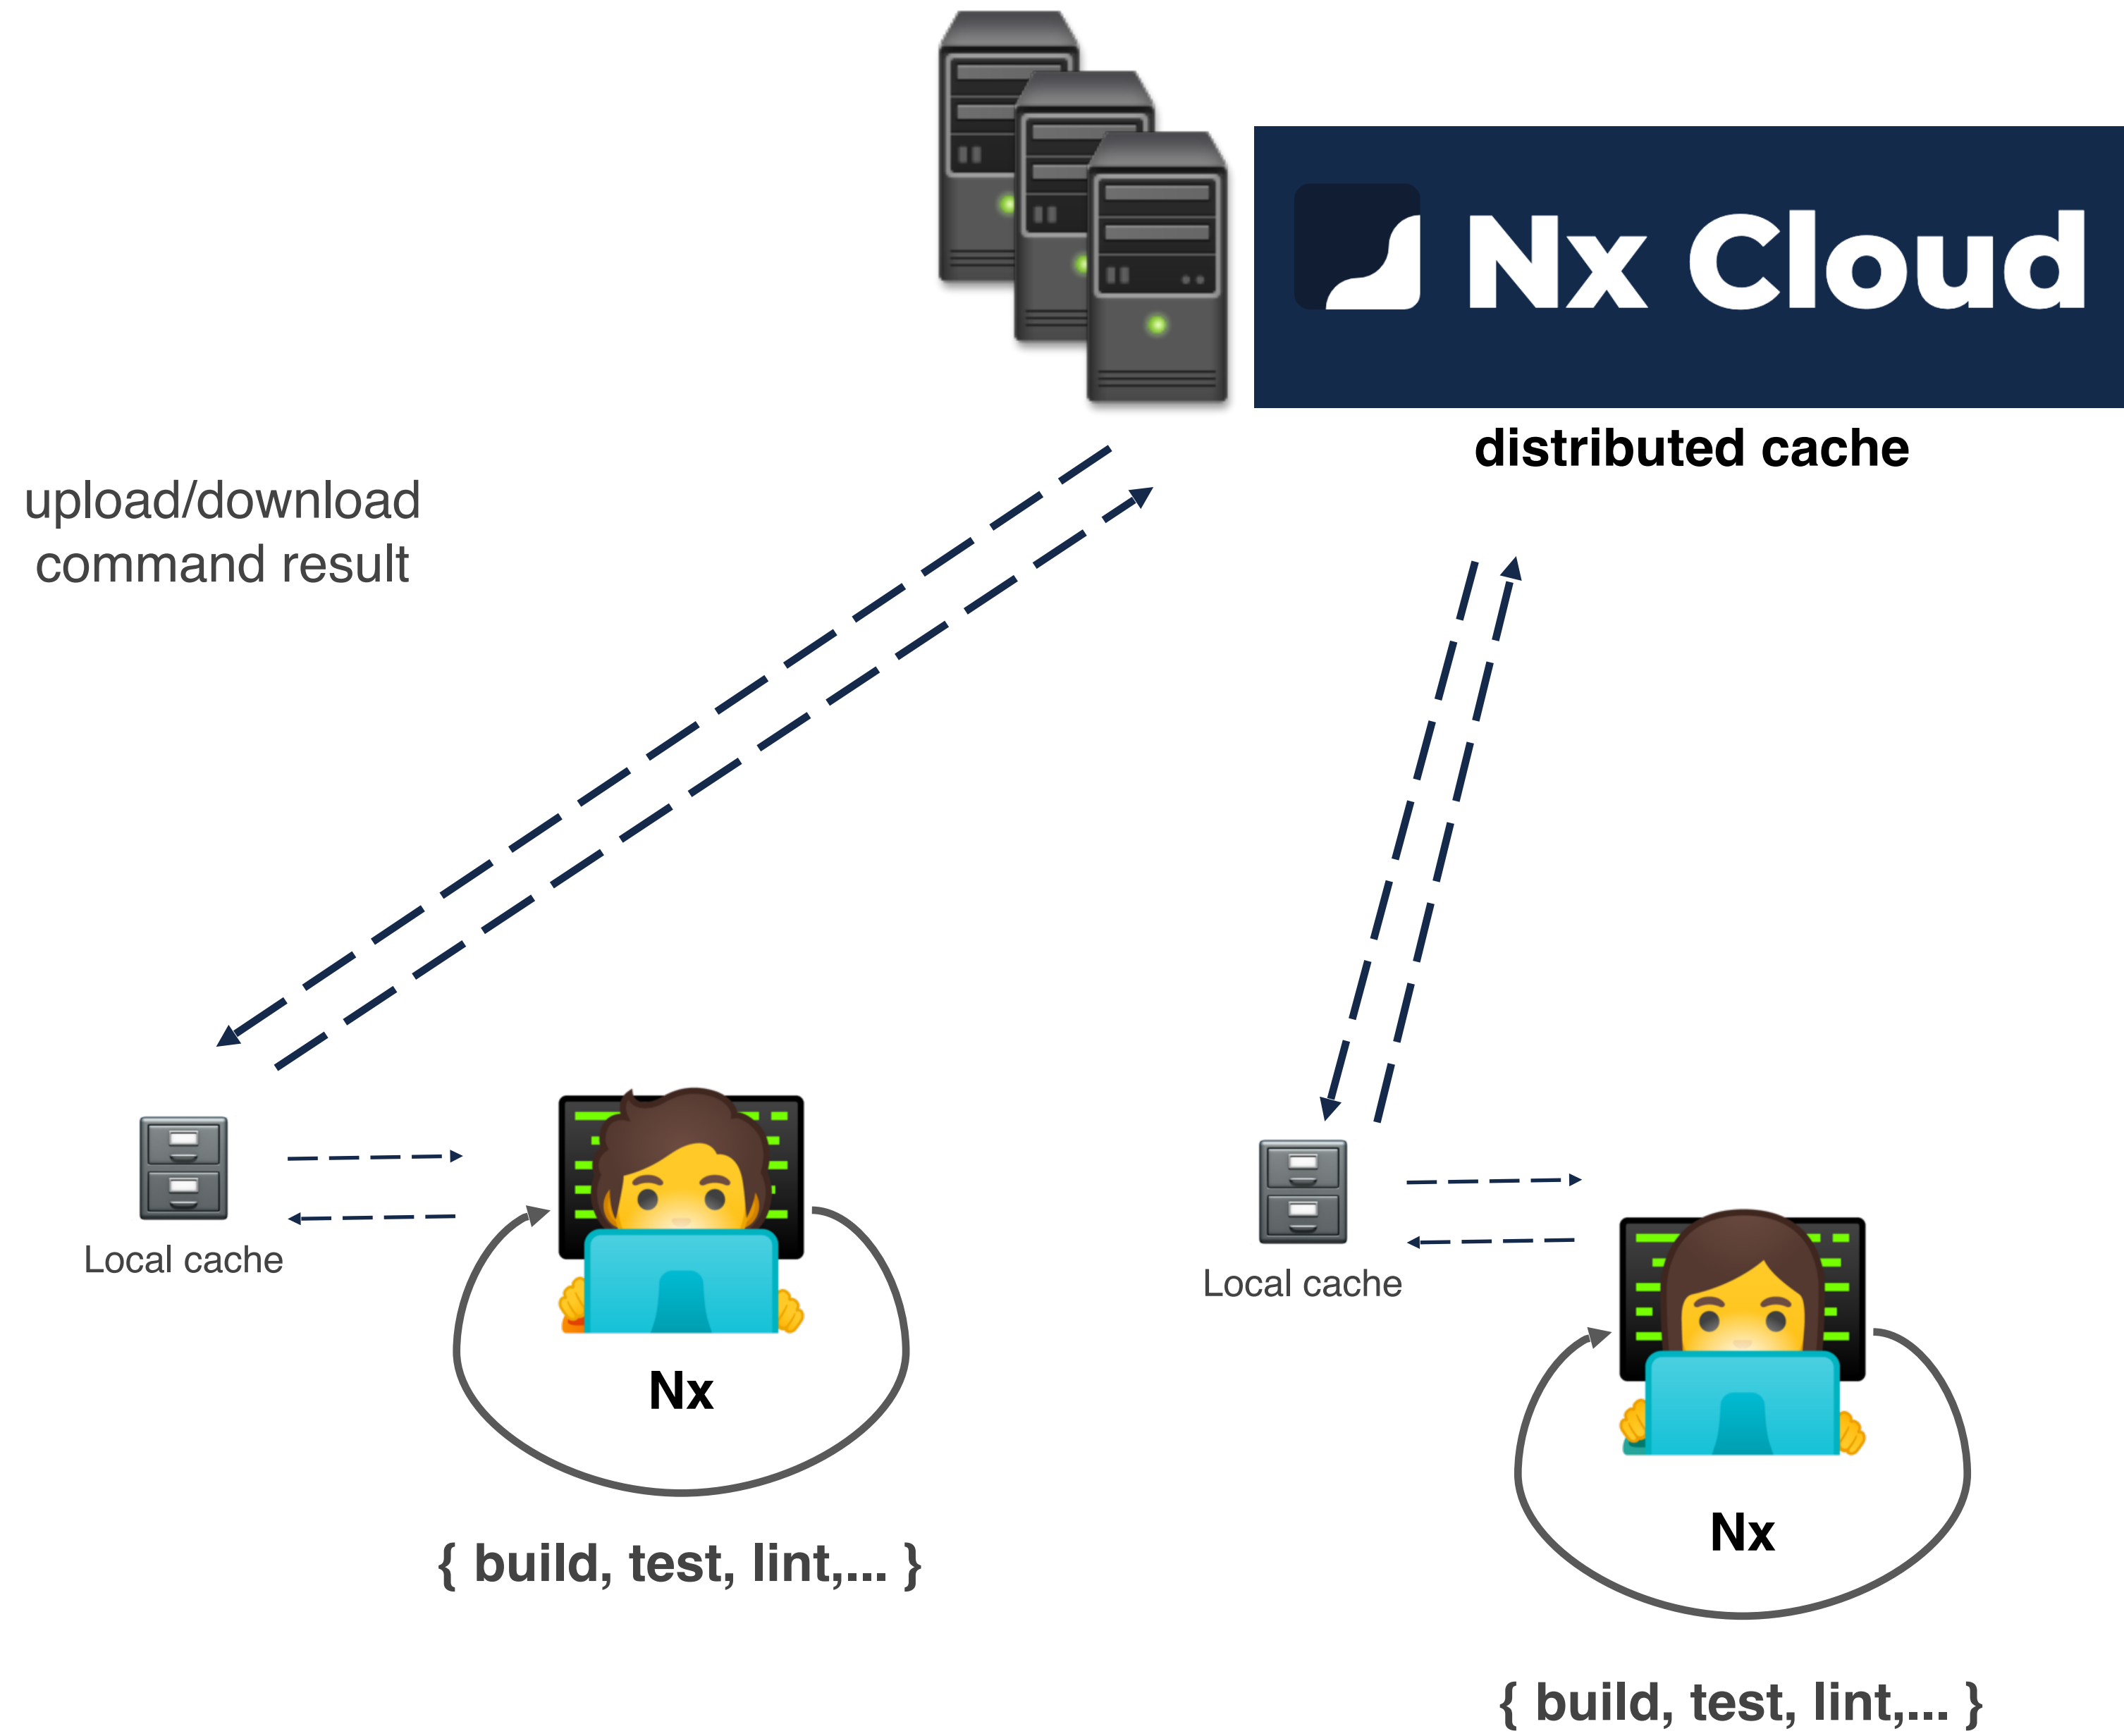 Nx Cloud
distributed cache
upload/download
command result
Local cache
Nx
{ build, test, lint,... }
Local cache
Nx
{ build, test, lint,... }